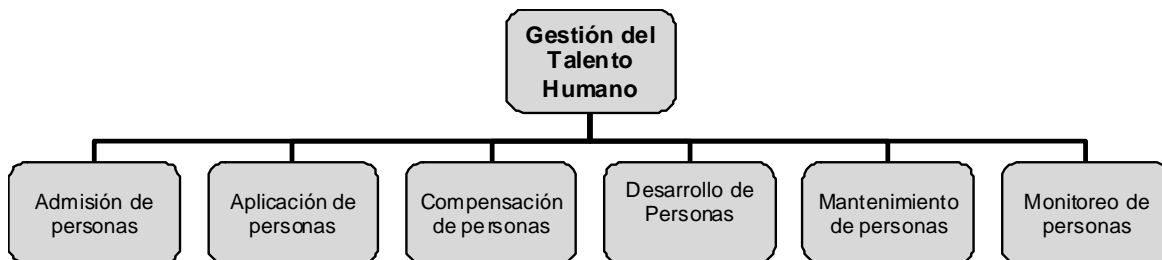 Gestión del
Talento
Humano
Admisión de
personas
Aplicación de
personas
Compensación
de personas
Desarrollo de
Personas
Mantenimiento
de personas
Monitoreo de
personas